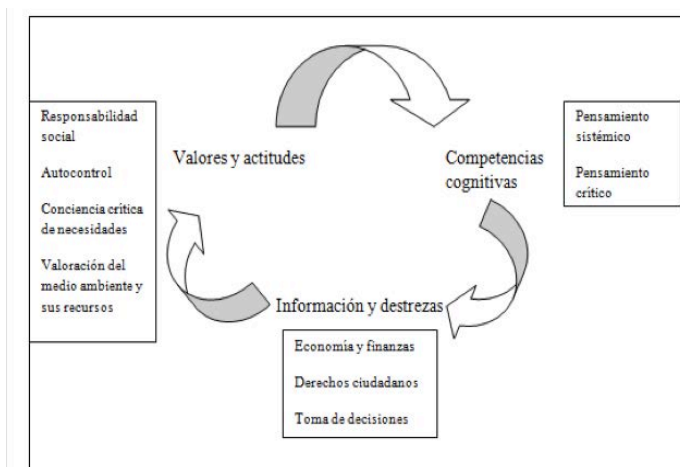 Responsabilidad
social
Autocontrol
Conciencia crítica
de necesidades
Valoración del
medio ambiente y
sus recursos
Valores y actitudes
Competencias
cognitivas
Pensamiento
sistémico
Pensamiento
crítico
Información y destrezas
Economía y finanzas
Derechos ciudadanos
Toma de decisiones